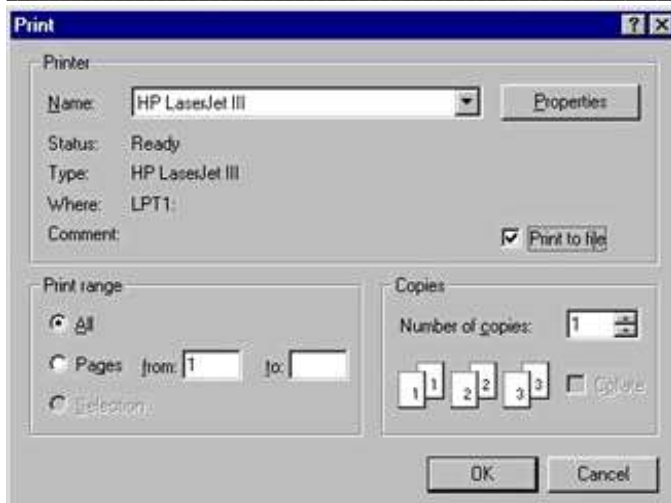 Print
Printer
Name: HP LaserJet III Properties
Status: Ready
Type: HP LaserJet III
Where: LPT1:
Comment: Print to file
Print range
All
Pages from: 1 to:
Selection
Copies
Number of copies: 1
1 1 2 2 3 3 Collate
OK Cancel